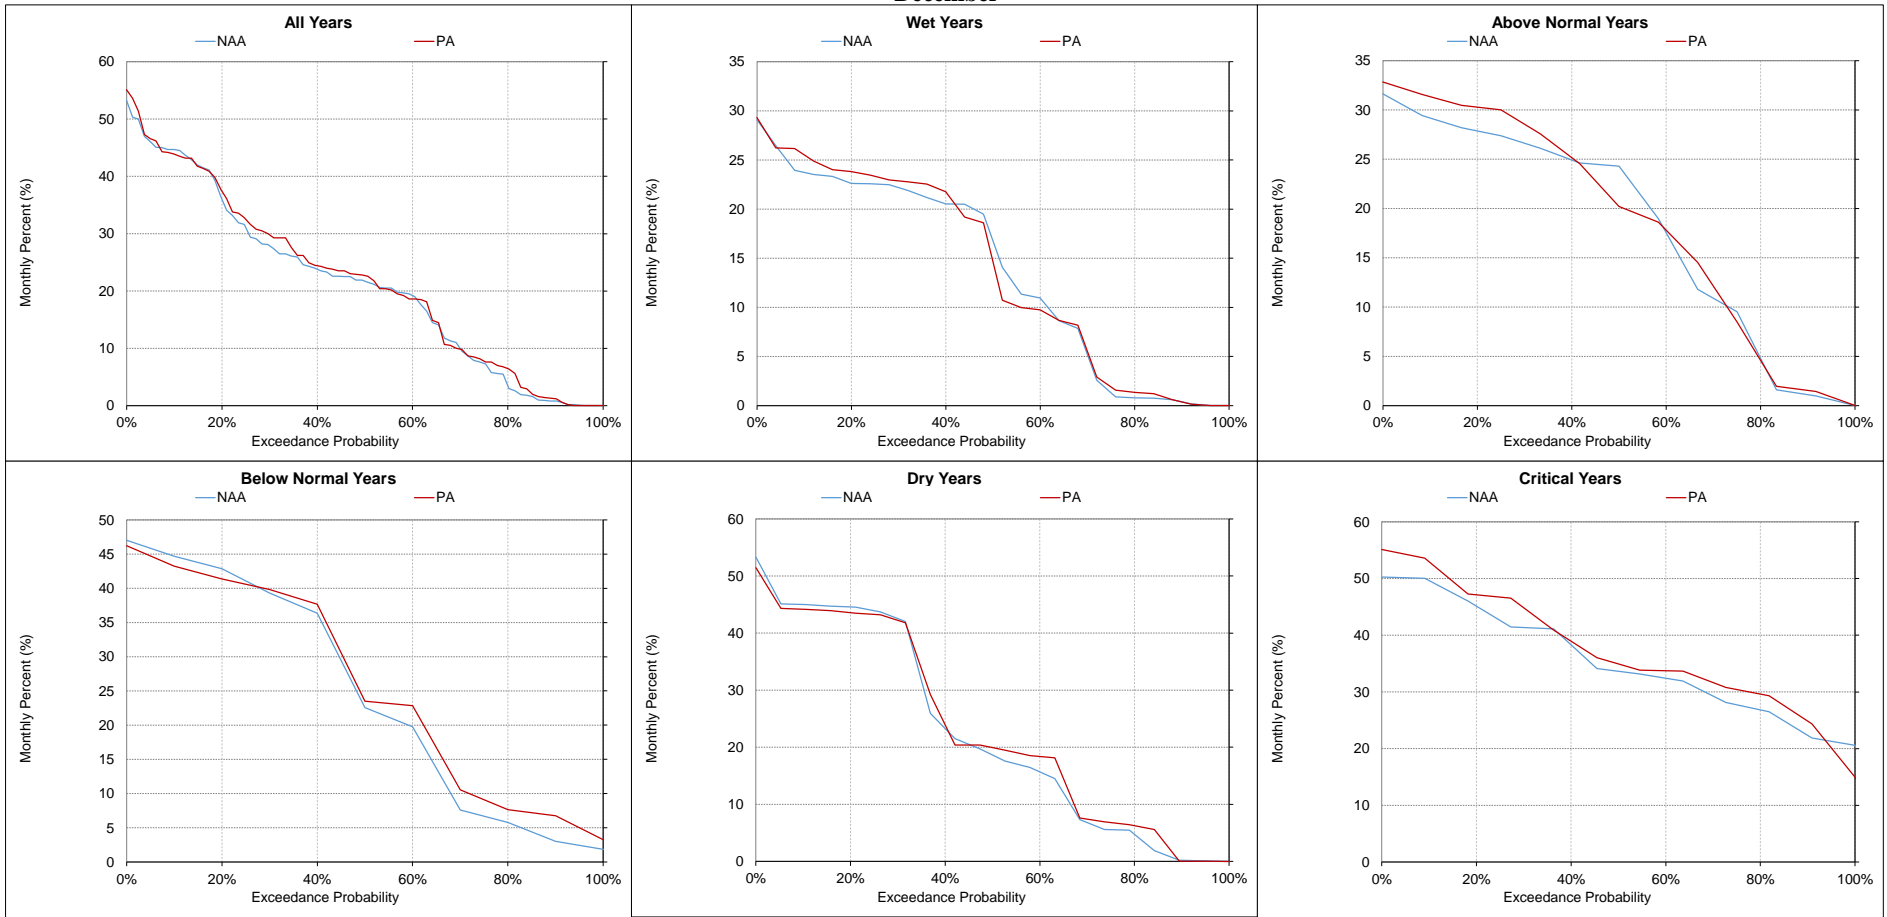 December
All Years
NAA PA
60
50
40
30
20
10
0
0% 20% 40% 60% 80% 100%
Monthly Percent (%)
Exceedance Probability
Wet Years
NAA PA
35
30
25
20
15
10
5
0
0% 20% 40% 60% 80% 100%
Monthly Percent (%)
Exceedance Probability
Above Normal Years
NAA PA
35
30
25
20
15
10
5
0
0% 20% 40% 60% 80% 100%
Monthly Percent (%)
Exceedance Probability
Below Normal Years
NAA PA
50
45
40
35
30
25
20
15
10
5
0
0% 20% 40% 60% 80% 100%
Monthly Percent (%)
Exceedance Probability
Dry Years
NAA PA
60
50
40
30
20
10
0
0% 20% 40% 60% 80% 100%
Monthly Percent (%)
Exceedance Probability
Critical Years
NAA PA
60
50
40
30
20
10
0
0% 20% 40% 60% 80% 100%
Monthly Percent (%)
Exceedance Probability